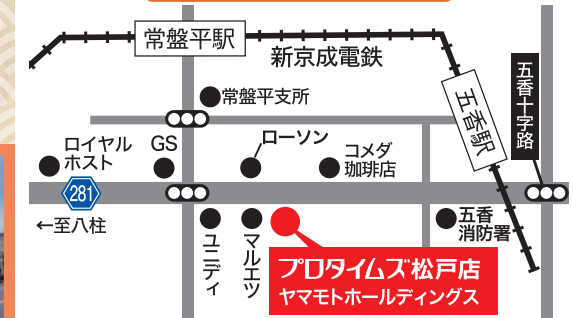 常盤平駅
新京成電鉄
五香十字路
常盤平支所
五香駅
ロイヤル
ホスト
GS
ローソン
コメダ
珈琲店
281
←至八柱
ユニディ
マルエツ
五香
消防署
プロタイムズ松戸店
ヤマモトホールディングス